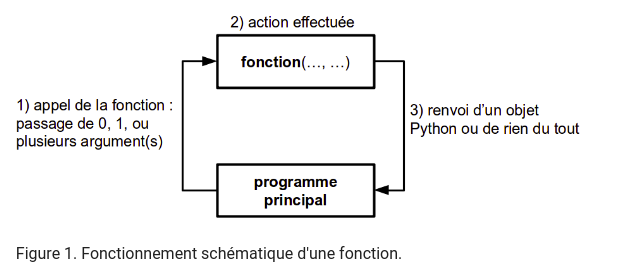 2) action effectuée
fonction(..., ...)
1) appel de la fonction :
passage de 0, 1, ou
plusieurs argument(s)
3) renvoi d'un objet
Python ou de rien du tout
programme
principal
Figure 1. Fonctionnement schématique d'une fonction.